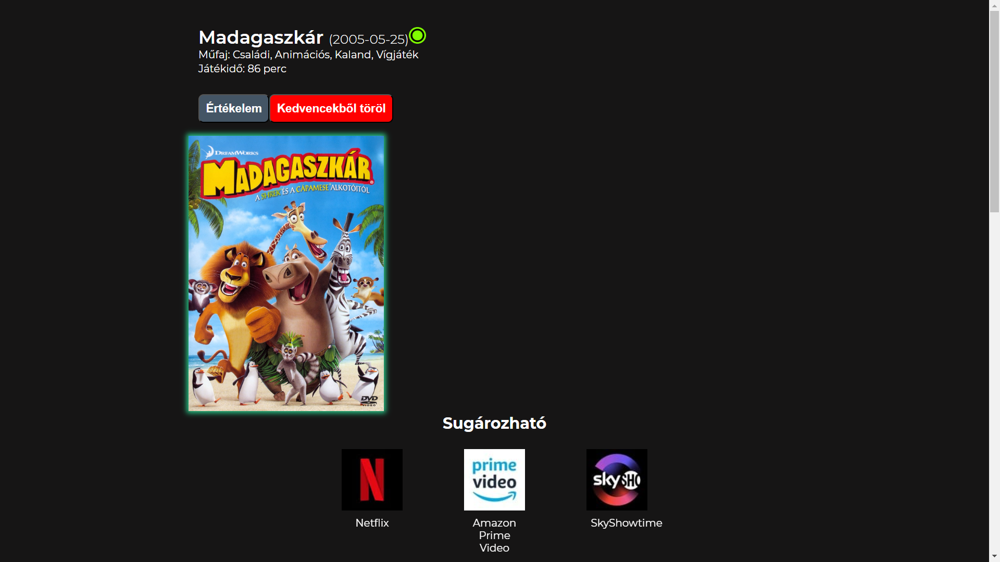 Madagaszkár (2005-05-25)
Műfaj: Családi, Animációs, Kaland, Vígjáték
Játékidő: 86 perc
Értékelem Kedvencekből töröl
DREAMWORKS
MADAGASZKÁR
A SHREK ÉS A CÁPAMESE ALKOTÓITÓL
DVD
VIDEO
Sugározható
N
prime
video
sky SHO
Netflix
Amazon
Prime
Video
SkyShowtime